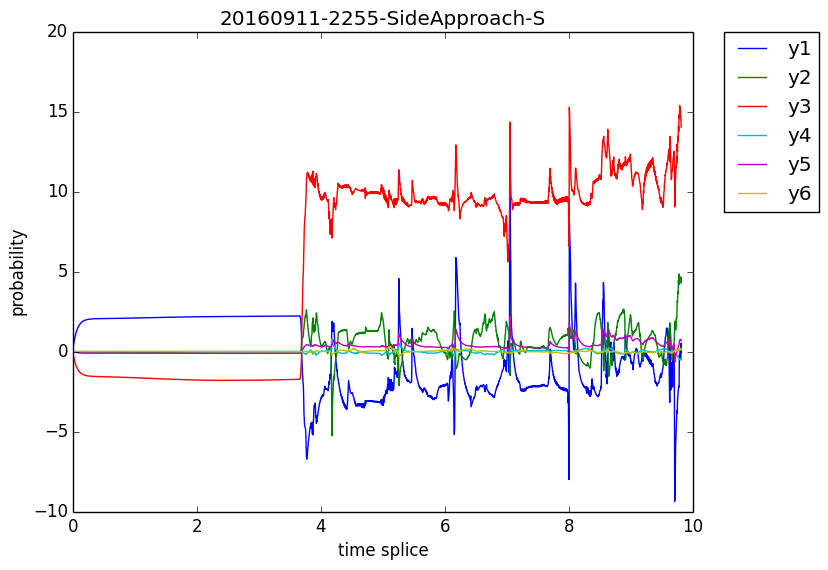 20160911-2255-SideApproach-S
20
15
10
5
0
−5
−10
0 2 4 6 8 10
probability
time splice
y1
y2
y3
y4
y5
y6